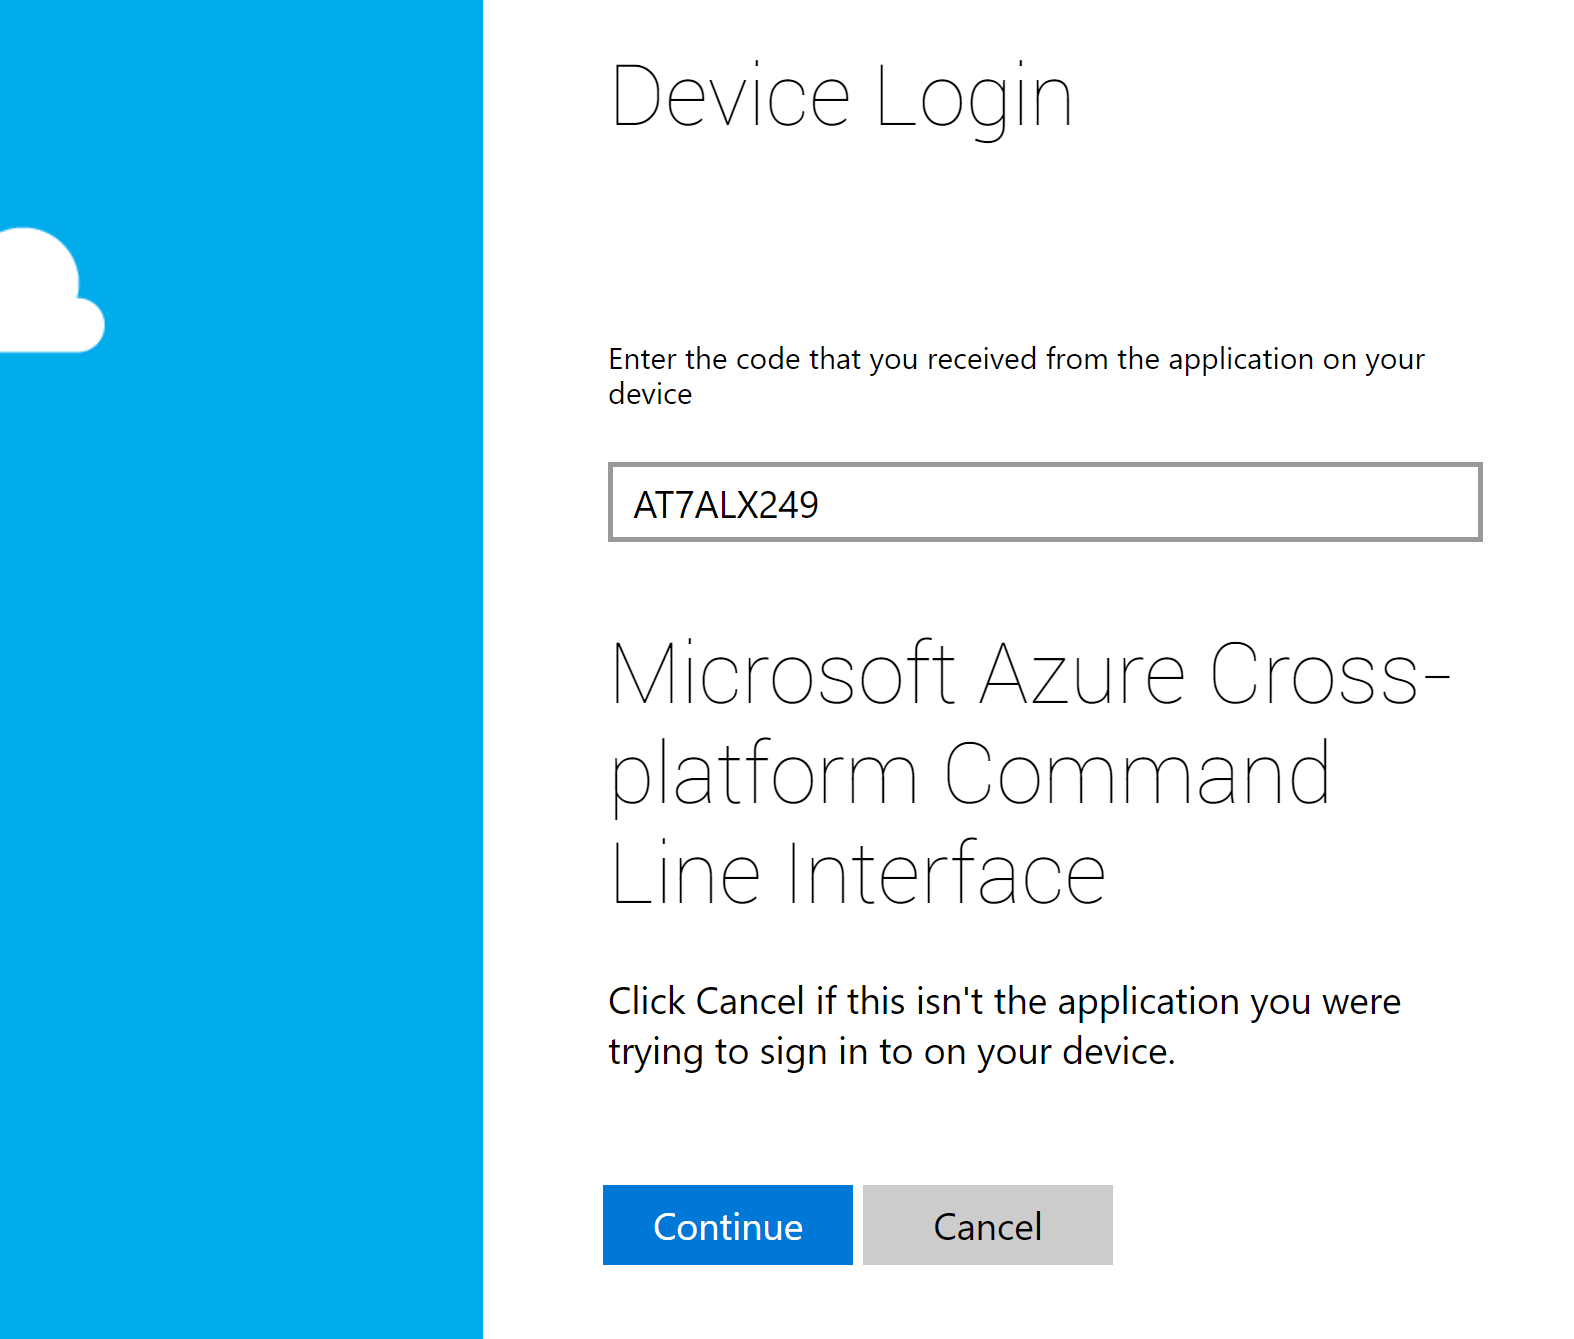 Device Login
Enter the code that you received from the application on your
device
AT7ALX249
Microsoft Azure Cross-
platform Command
Line Interface
Click Cancel if this isn't the application you were
trying to sign in to on your device.
Continue Cancel